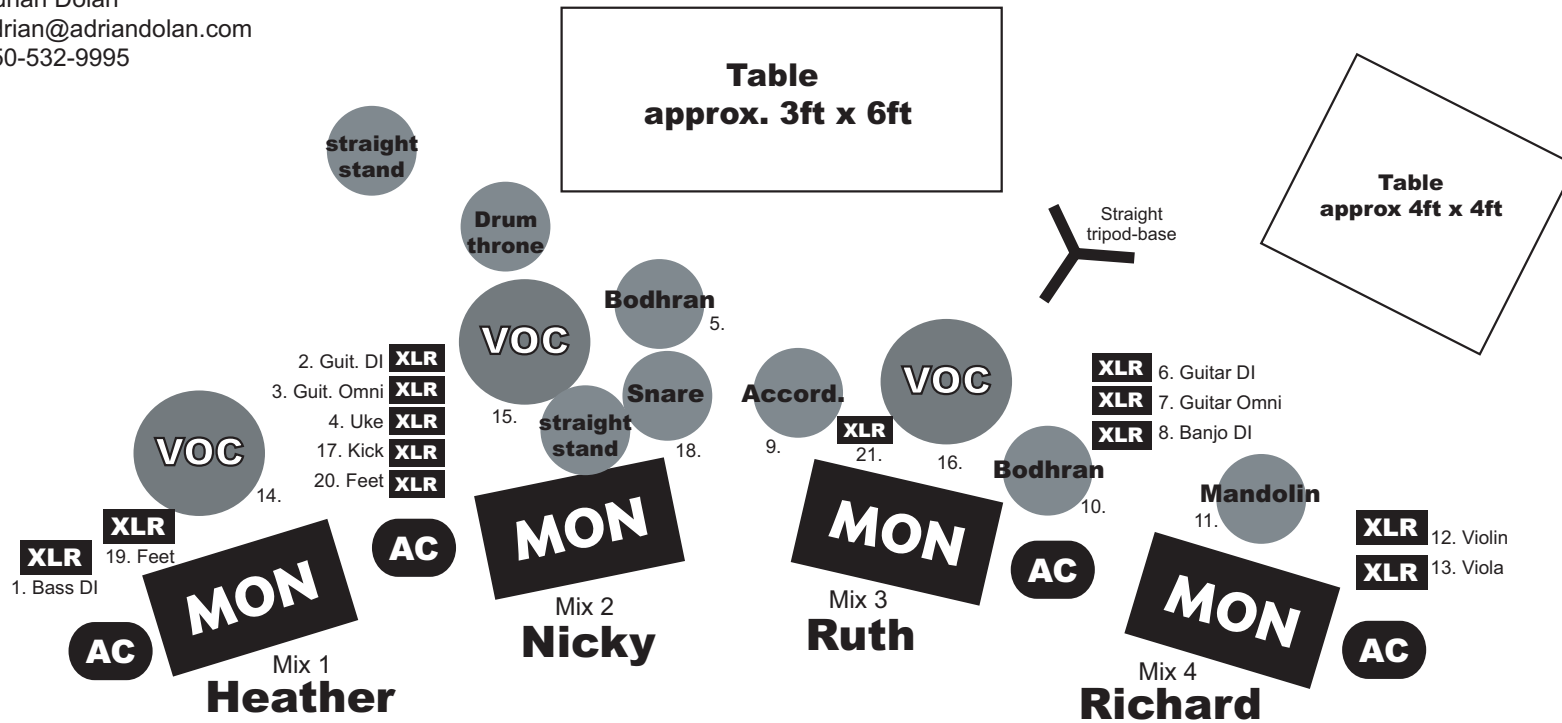 Dolan
drian@adriandolan.com
50-532-9995
Table
approx. 3ft x 6ft
Table
approx 4ft x 4ft
straight
stand
Drum
throne
Straight
tripod-base
Bodhran
5.
VOC
15.
2. Guit. DI XLR
3. Guit. Omni XLR
4. Uke XLR
17. Kick XLR
20. Feet XLR
Snare
18.
straight
stand
Accord.
9.
XLR
21.
VOC
16.
XLR 6. Guitar DI
XLR 7. Guitar Omni
XLR 8. Banjo DI
Bodhran
10.
Mandolin
11.
VOC
14.
XLR
19. Feet
XLR
1. Bass DI
XLR 12. Violin
XLR 13. Viola
AC
MON
AC
MON
MON
AC
MON
AC
Mix 1
Heather
Mix 2
Nicky
Mix 3
Ruth
Mix 4
Richard